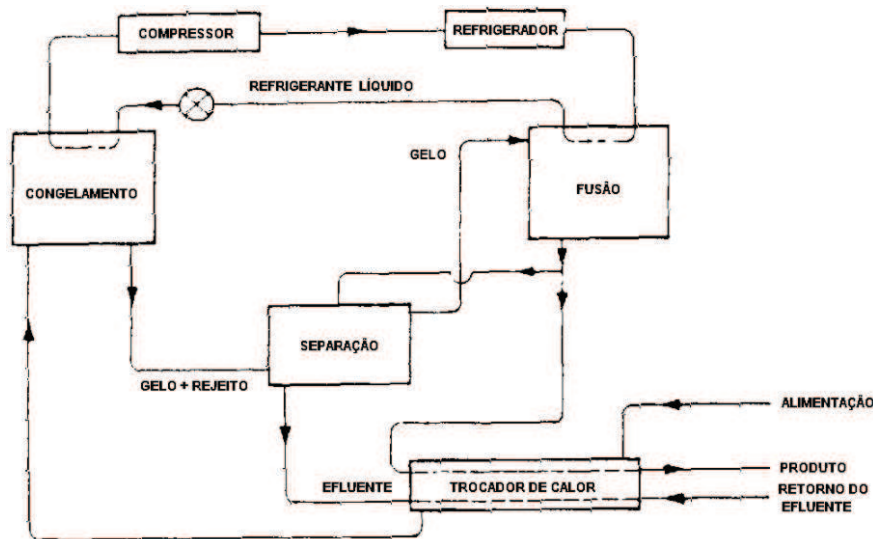 COMPRESSOR
REFRIGERADOR
REFRIGERANTE LÍQUIDO
GELO
CONGELAMENTO
FUSÃO
SEPARAÇÃO
GELO + REJEITO
ALIMENTAÇÃO
EFLUENTE
TROCADOR DE CALOR
PRODUTO
RETORNO DO
EFLUENTE